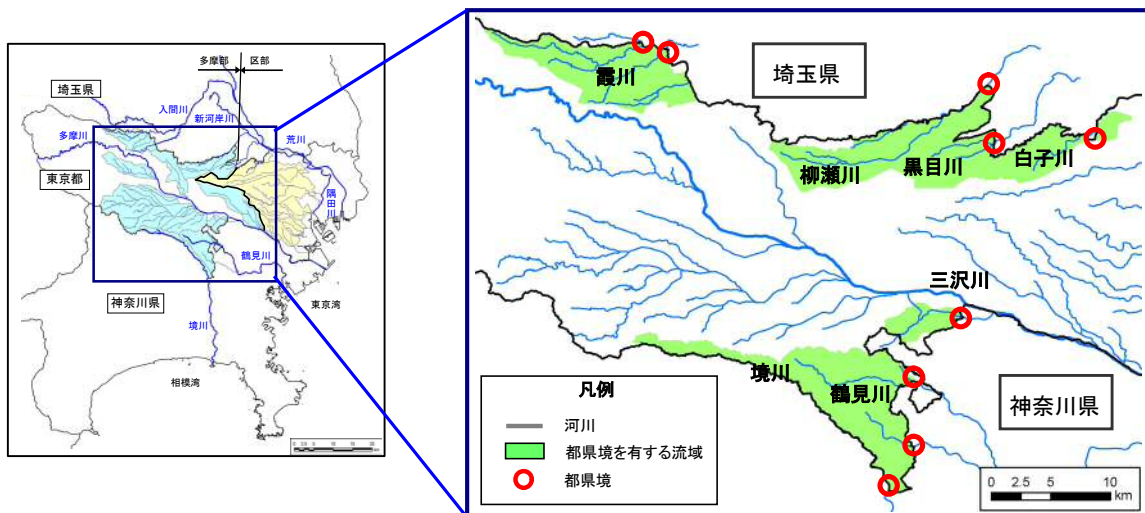 多摩部
区部
埼玉県
入間川
新河岸川
多摩川
荒川
東京都
隅田川
鶴見川
神奈川県
東京湾
境川
相模湾
埼玉県
霞川
柳瀬川
黒目川
白子川
三沢川
境川
鶴見川
神奈川県
凡例
河川
都県境を有する流域
都県境
0 2.5 5 10
km